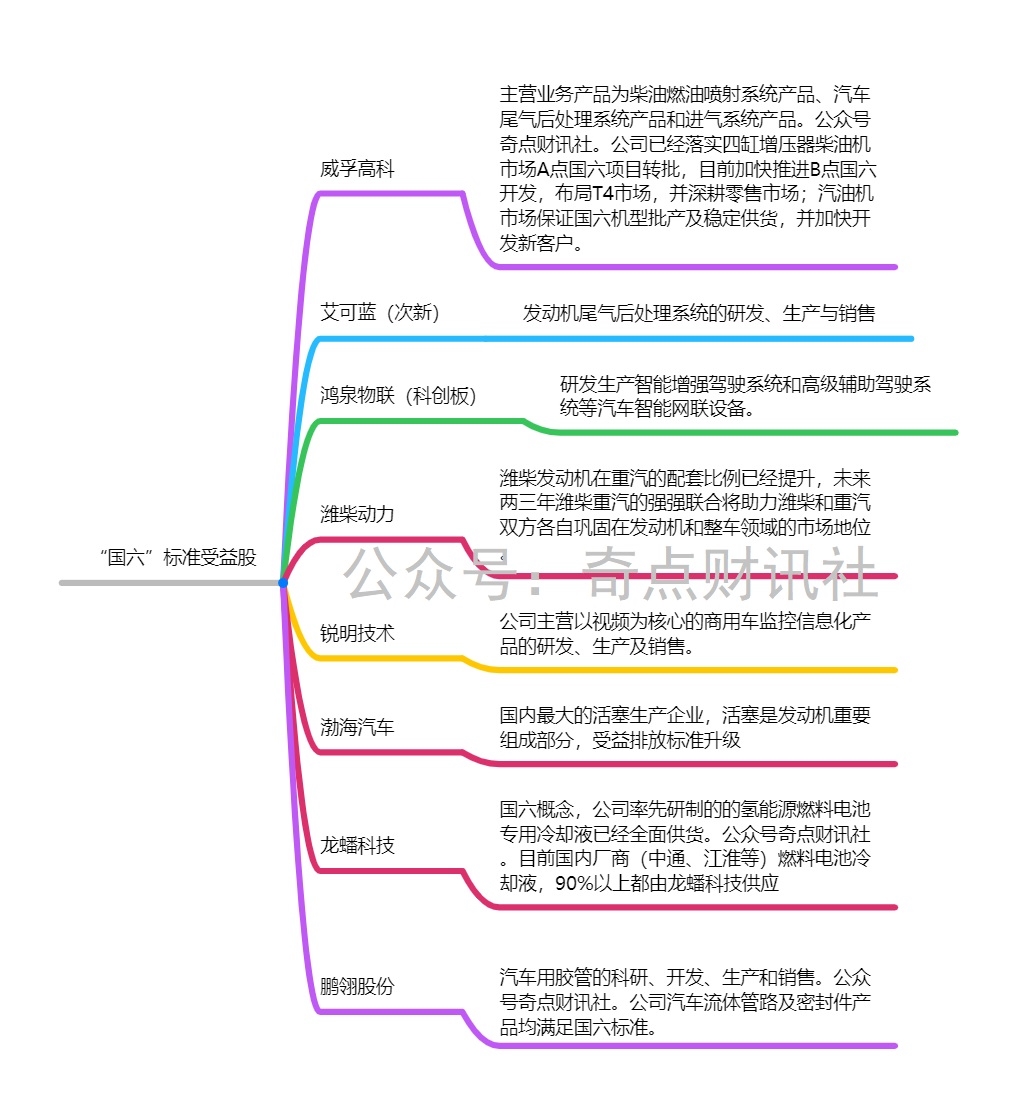 主营业务产品为柴油燃油喷射系统产品、汽车
尾气后处理系统产品和进气系统产品。公众号
奇点财讯社。公司已经落实四缸增压器柴油机
市场A点国六项目转批，目前加快推进B点国六
开发，布局T4市场，并深耕零售市场；汽油机
市场保证国六机型批产及稳定供货，并加快开
发新客户。
威孚高科
艾可蓝（次新）
发动机尾气后处理系统的研发、生产与销售
鸿泉物联（科创板）
研发生产智能增强驾驶系统和高级辅助驾驶系
统等汽车智能网联设备。
潍柴动力
潍柴发动机在重汽的配套比例已经提升，未来
两三年潍柴重汽的强强联合将助力潍柴和重汽
双方各自巩固在发动机和整车领域的市场地位
。
“国六”标准受益股
公众号：奇点财讯社
锐明技术
公司主营以视频为核心的商用车监控信息化产
品的研发、生产及销售。
渤海汽车
国内最大的活塞生产企业，活塞是发动机重要
组成部分，受益排放标准升级
龙蟠科技
国六概念，公司率先研制的的氢能源燃料电池
专用冷却液已经全面供货。公众号奇点财讯社
。目前国内厂商（中通、江淮等）燃料电池冷
却液，90%以上都由龙蟠科技供应
鹏翎股份
汽车用胶管的科研、开发、生产和销售。公众
号奇点财讯社。公司汽车流体管路及密封件产
品均满足国六标准。